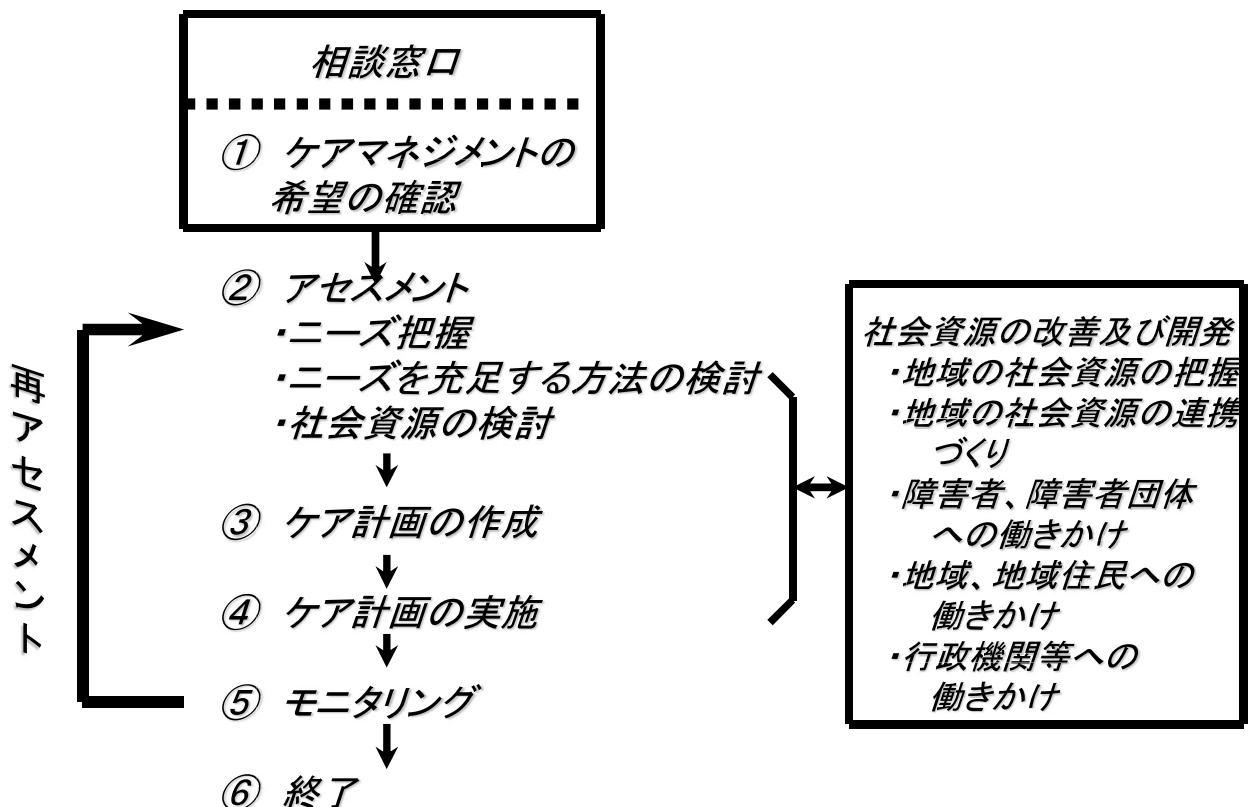 相談窓口
① ケアマネジメントの
希望の確認
② アセスメント
・ニーズ把握
・ニーズを充足する方法の検討
・社会資源の検討
③ ケア計画の作成
④ ケア計画の実施
⑤ モニタリング
⑥ 終了
再アセスメント
社会資源の改善及び開発
・地域の社会資源の把握
・地域の社会資源の連携
づくり
・障害者、障害者団体
への働きかけ
・地域、地域住民への
働きかけ
・行政機関等への
働きかけ